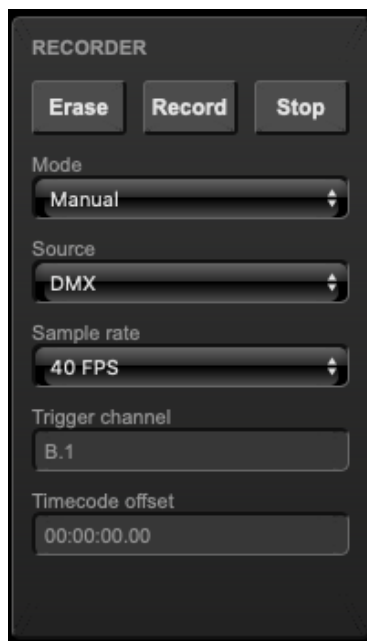 RECORDER
Erase Record Stop
Mode
Manual
Source
DMX
Sample rate
40 FPS
Trigger channel
B.1
Timecode offset
00:00:00.00